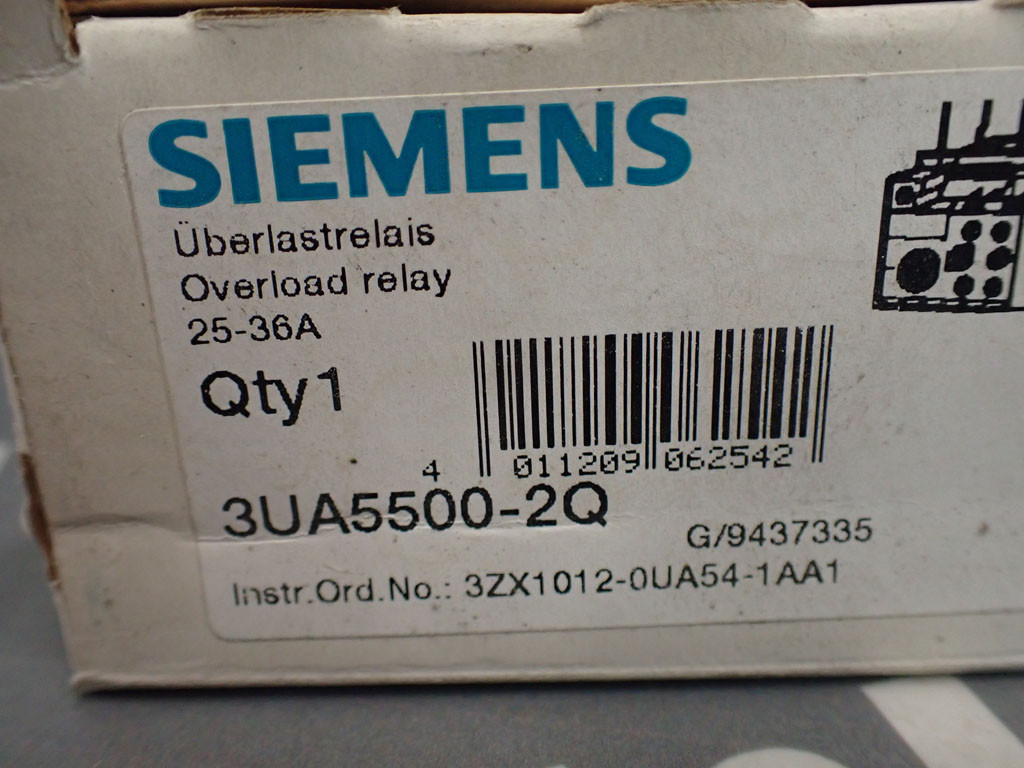 SIEMENS
Überlastrelais
Overload relay
25-36A
Qty1
4 011209 062542
3UA5500-2Q
G/9437335
Instr.Ord.No.: 3ZX1012-0UA54-1AA1